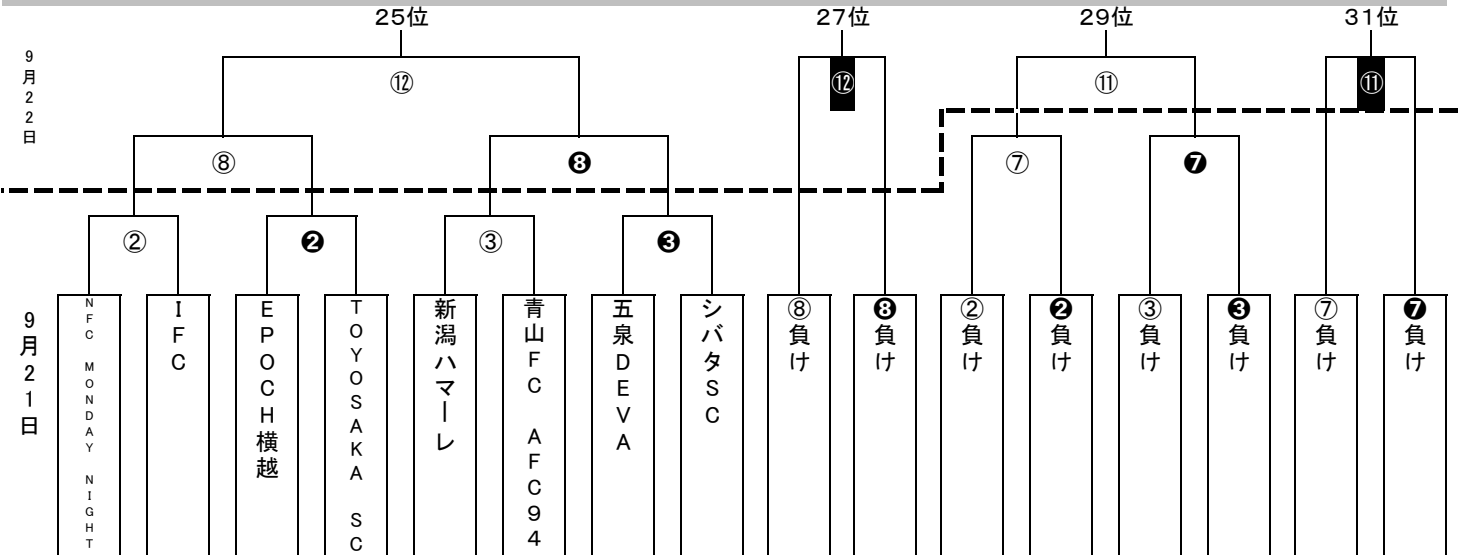 25位
27位
29位
31位
9月22日
⑫
⑫
⑪
⑪
⑧
❽
⑦
❼
②
❷
③
❸
9月21日
NFC MONDAY NIGHT
IFC
EPOCH横越
TOYOSAKA SC
新潟ハマーレ
青山FC AFC94
五泉DEVA
シバタSC
⑧負け
❽負け
②負け
❷負け
③負け
❸負け
⑦負け
❼負け